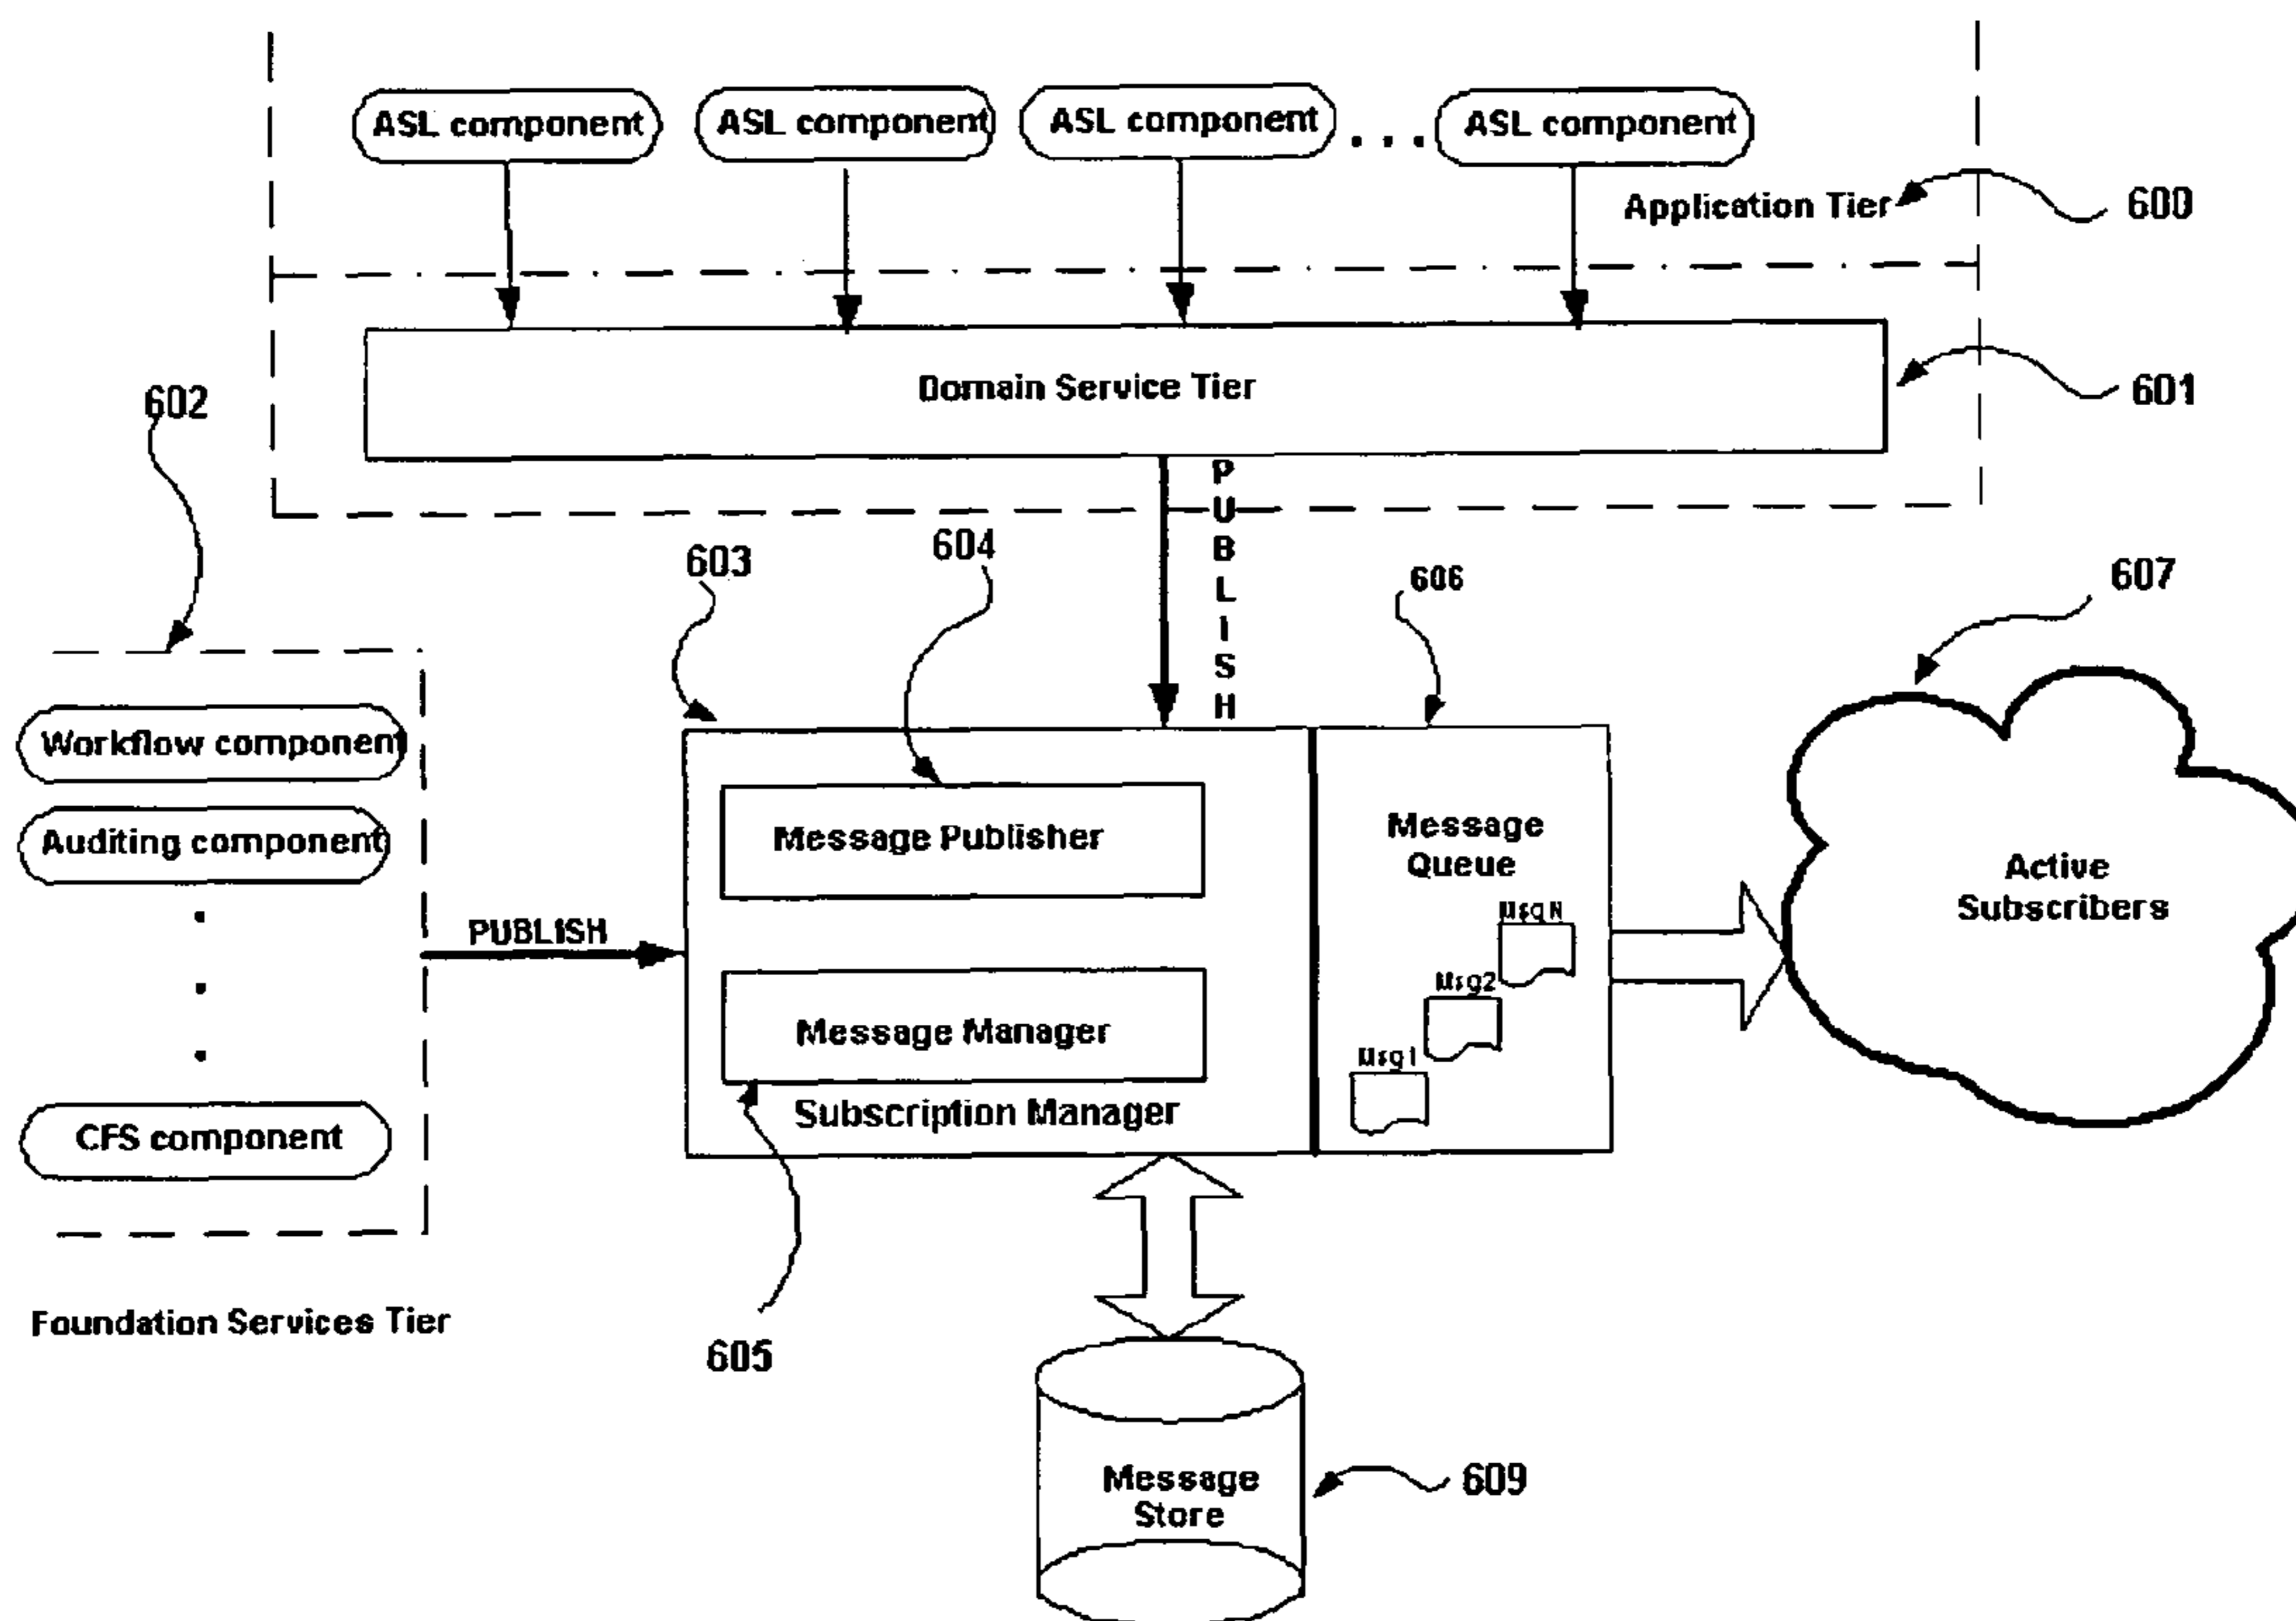 ASL component
ASL component
ASL component
. . .
ASL component
Application Tier
600
Domain Service Tier
601
602
PUBLISH
603
604
606
607
Workflow component
Auditing component
CFS component
Foundation Services Tier
PUBLISH
Message Publisher
Message Manager
Subscription Manager
605
Message
Queue
Msg N
Msg2
Msg1
Active
Subscribers
Message
Store
609